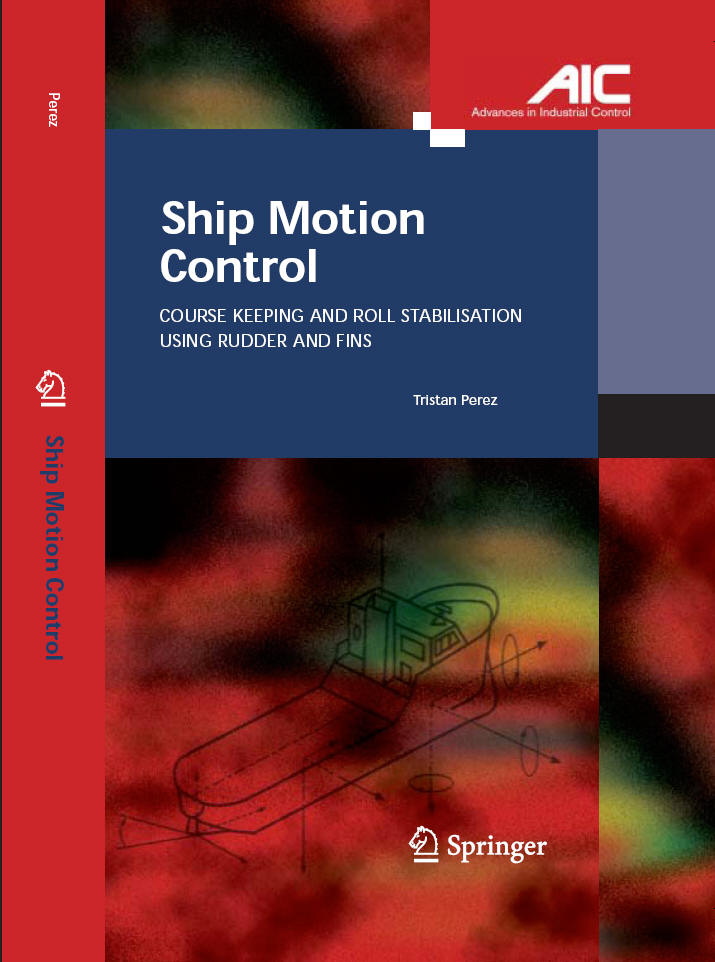 Perez
Ship Motion Control
AIC
Advances in Industrial Control
Ship Motion
Control
COURSE KEEPING AND ROLL STABILISATION
USING RUDDER AND FINS
Tristan Perez
Springer